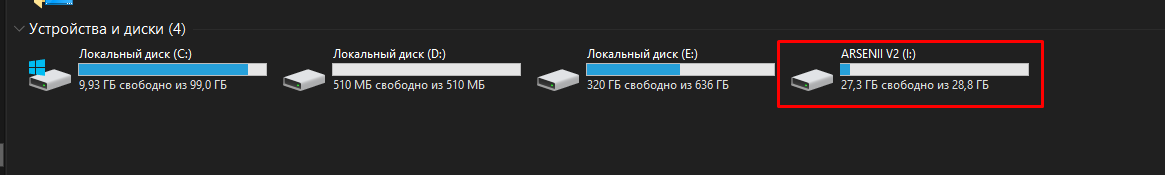 Устройства и диски (4)
Локальный диск (C:)
9,93 ГБ свободно из 99,0 ГБ
Локальный диск (D:)
510 МБ свободно из 510 МБ
Локальный диск (E:)
320 ГБ свободно из 636 ГБ
ARSENII V2 (I:)
27,3 ГБ свободно из 28,8 ГБ